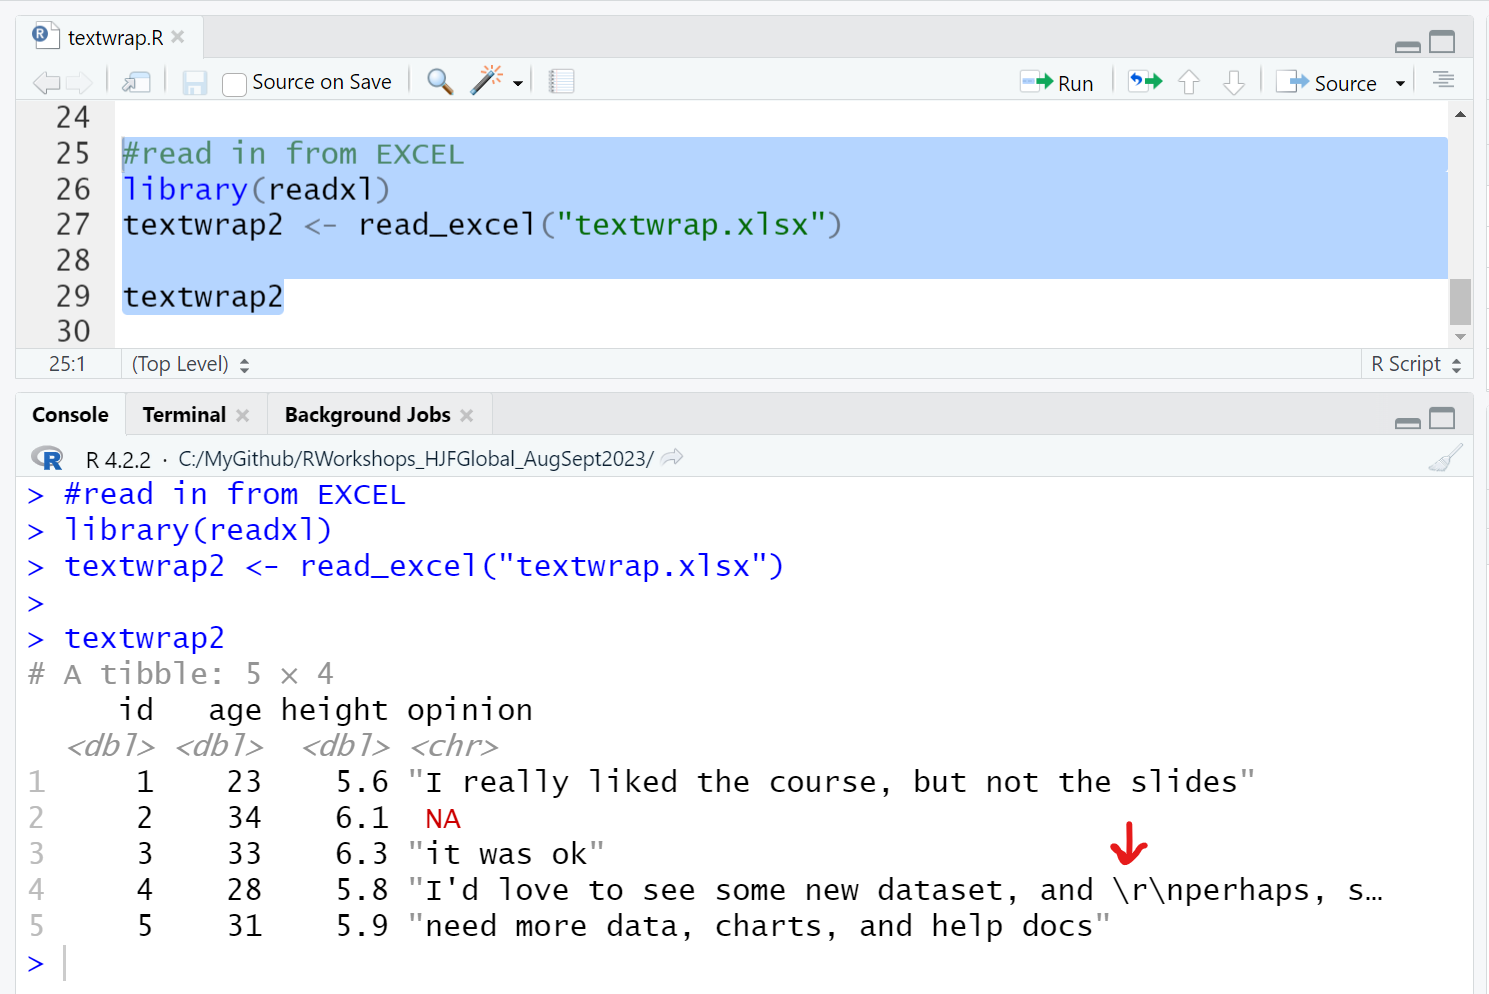 textwrap.R
Source on Save
Run
Source
24
25 #read in from EXCEL
26 library(readxl)
27 textwrap2 <- read_excel("textwrap.xlsx")
28
29 textwrap2
30
25:1 (Top Level) R Script
Console Terminal Background Jobs
R 4.2.2 · C:/MyGithub/RWorkshops_HJFGlobal_AugSept2023/
> #read in from EXCEL
> library(readxl)
> textwrap2 <- read_excel("textwrap.xlsx")
>
> textwrap2
# A tibble: 5 × 4
id age height opinion
<dbl> <dbl> <dbl> <chr>
1 1 23 5.6 "I really liked the course, but not the slides"
2 2 34 6.1 NA
3 3 33 6.3 "it was ok"
4 4 28 5.8 "I'd love to see some new dataset, and \r\nperhaps, s…
5 5 31 5.9 "need more data, charts, and help docs"
>